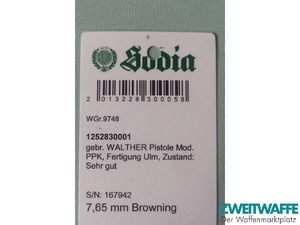 Sodia
2 013228 300058
WGr.9748
1252830001
gebr. WALTHER Pistole Mod.
PPK, Fertigung Ulm, Zustand:
Sehr gut
S/N: 167942
7,65 mm Browning
ZWEITWAFFE
Der Waffenmarktplatz